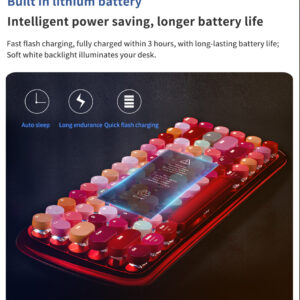 Built in lithium battery
Intelligent power saving, longer battery life
Fast flash charging, fully charged within 3 hours, with long-lasting battery life;
Soft white backlight illuminates your desk.
Auto sleep
Long endurance
Quick flash charging